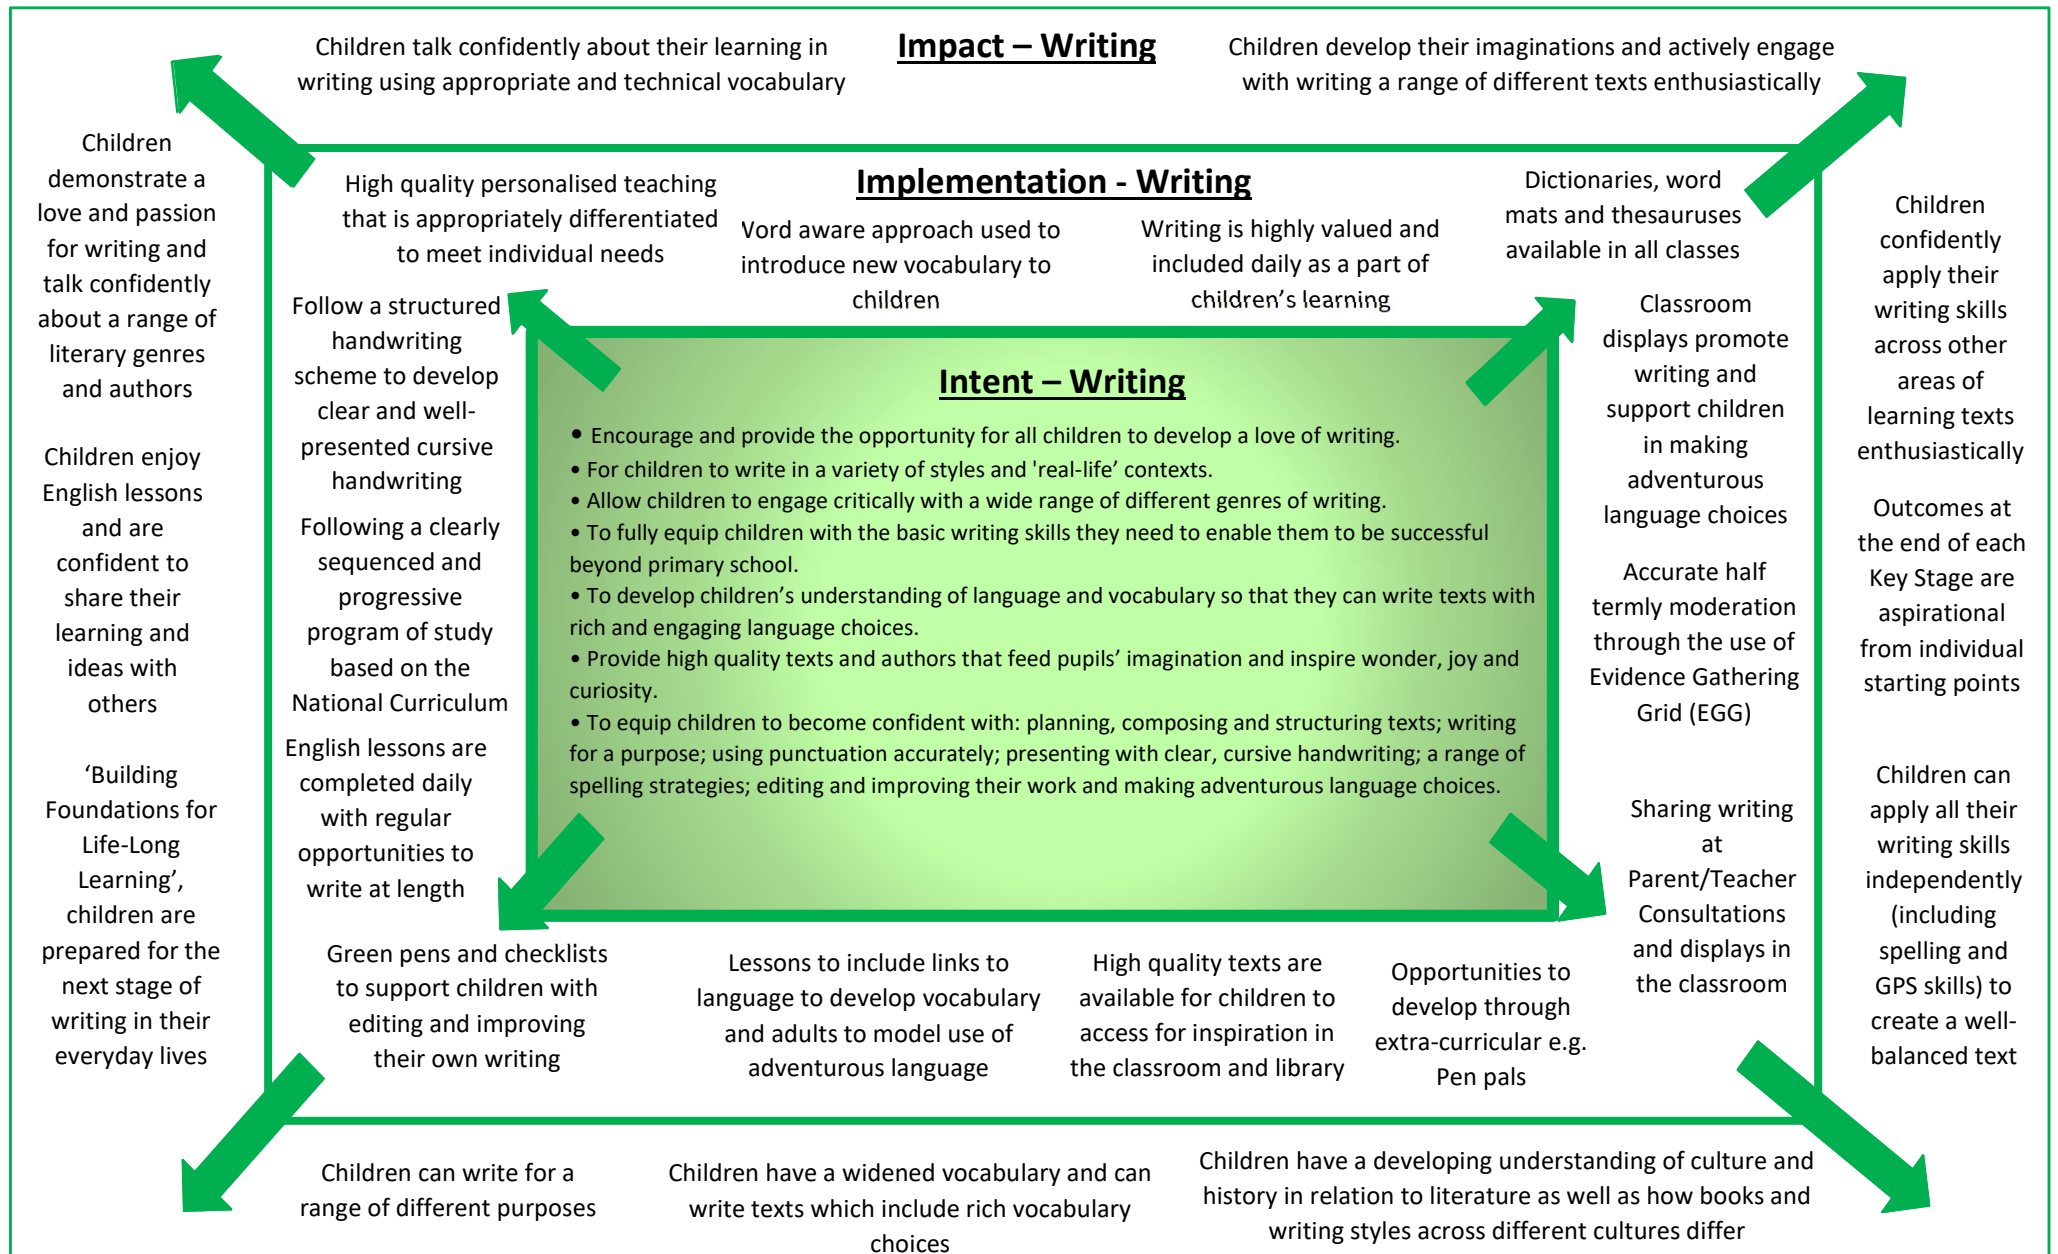 Impact – Writing
Children talk confidently about their learning in
writing using appropriate and technical vocabulary
Children develop their imaginations and actively engage
with writing a range of different texts enthusiastically
Children
demonstrate a
love and passion
for writing and
talk confidently
about a range of
literary genres
and authors
Children enjoy
English lessons
and are
confident to
share their
learning and
ideas with
others
‘Building
Foundations for
Life-Long
Learning’,
children are
prepared for the
next stage of
writing in their
everyday lives
Implementation - Writing
High quality personalised teaching
that is appropriately differentiated
to meet individual needs
Word aware approach used to
introduce new vocabulary to
children
Writing is highly valued and
included daily as a part of
children’s learning
Dictionaries, word
mats and thesauruses
available in all classes
Follow a structured
handwriting
scheme to develop
clear and well-
presented cursive
handwriting
Following a clearly
sequenced and
progressive
program of study
based on the
National Curriculum
English lessons are
completed daily
with regular
opportunities to
write at length
Intent – Writing
• Encourage and provide the opportunity for all children to develop a love of writing.
• For children to write in a variety of styles and 'real-life’ contexts.
• Allow children to engage critically with a wide range of different genres of writing.
• To fully equip children with the basic writing skills they need to enable them to be successful
beyond primary school.
• To develop children’s understanding of language and vocabulary so that they can write texts with
rich and engaging language choices.
• Provide high quality texts and authors that feed pupils’ imagination and inspire wonder, joy and
curiosity.
• To equip children to become confident with: planning, composing and structuring texts; writing
for a purpose; using punctuation accurately; presenting with clear, cursive handwriting; a range of
spelling strategies; editing and improving their work and making adventurous language choices.
Classroom
displays promote
writing and
support children
in making
adventurous
language choices
Accurate half
termly moderation
through the use of
Evidence Gathering
Grid (EGG)
Sharing writing
at
Parent/Teacher
Consultations
and displays in
the classroom
Green pens and checklists
to support children with
editing and improving
their own writing
Lessons to include links to
language to develop vocabulary
and adults to model use of
adventurous language
High quality texts are
available for children to
access for inspiration in
the classroom and library
Opportunities to
develop through
extra-curricular e.g.
Pen pals
Children
confidently
apply their
writing skills
across other
areas of
learning texts
enthusiastically
Outcomes at
the end of each
Key Stage are
aspirational
from individual
starting points
Children can
apply all their
writing skills
independently
(including
spelling and
GPS skills) to
create a well-
balanced text
Children can write for a
range of different purposes
Children have a widened vocabulary and can
write texts which include rich vocabulary
choices
Children have a developing understanding of culture and
history in relation to literature as well as how books and
writing styles across different cultures differ